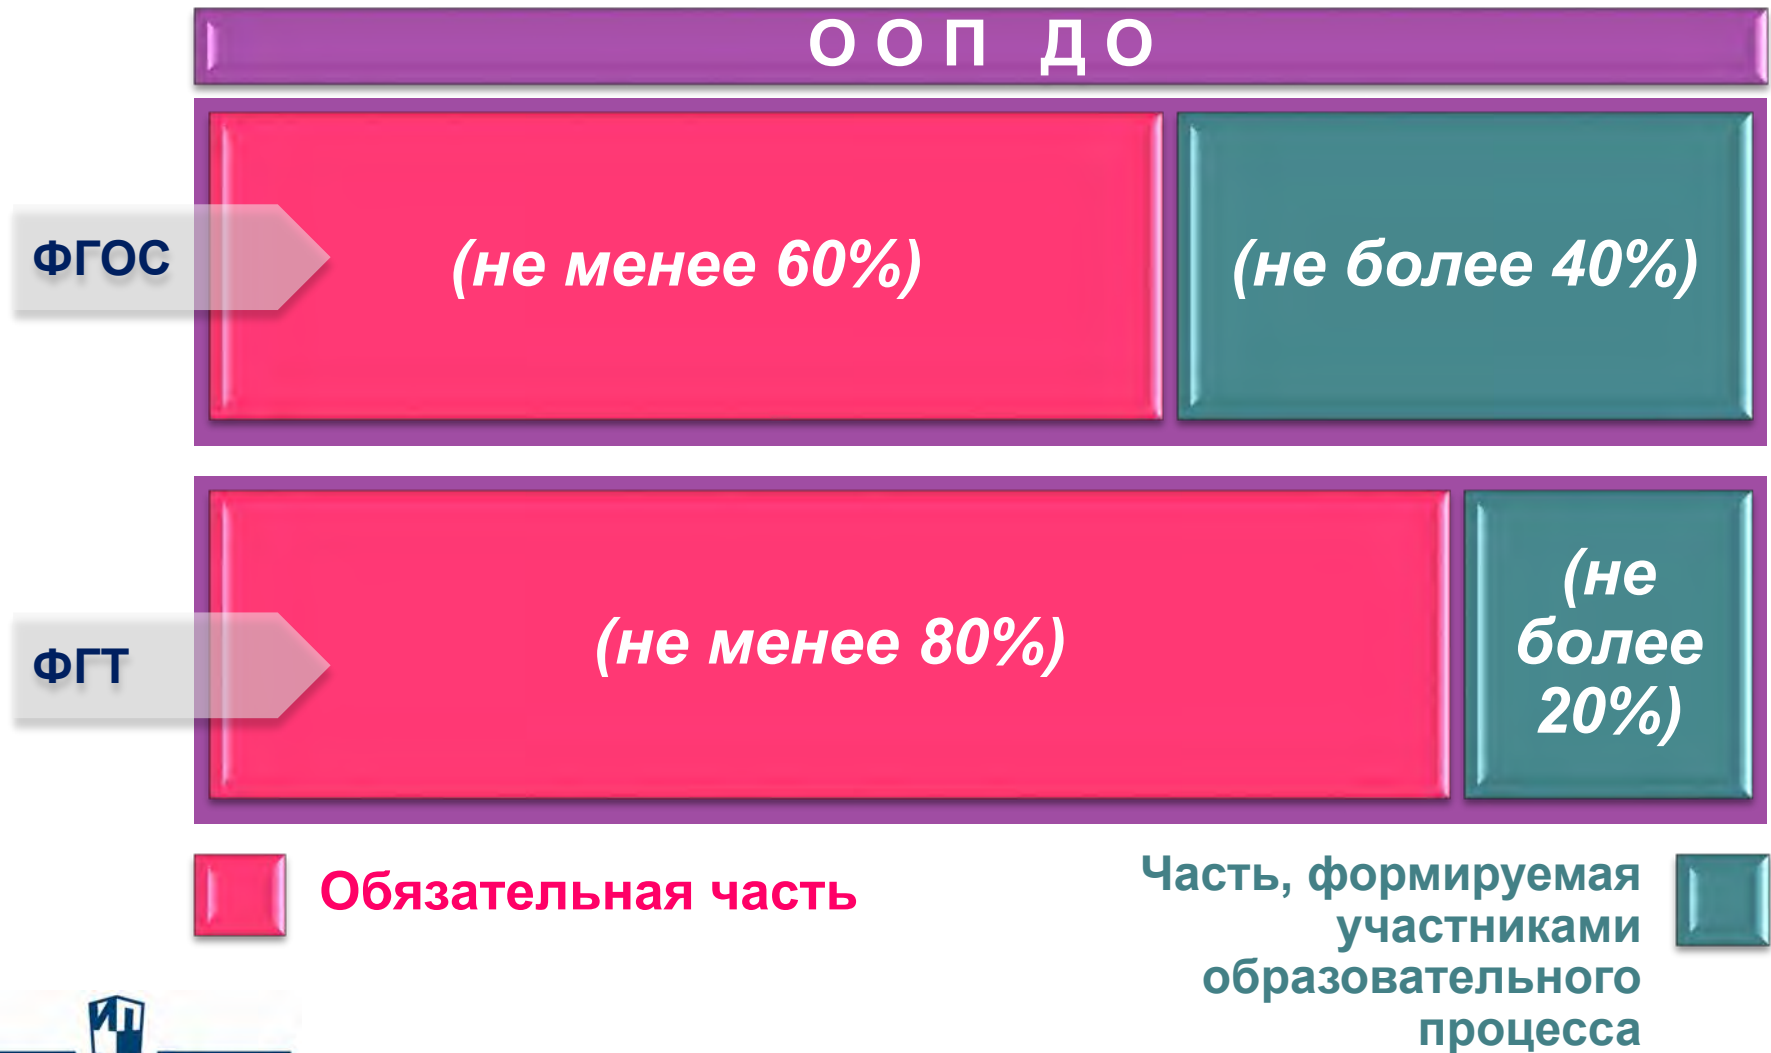 О О П Д О
ФГОС
(не менее 60%)
(не более 40%)
ФГТ
(не менее 80%)
(не
более
20%)
Обязательная часть
Часть, формируемая
участниками
образовательного
процесса
ИП